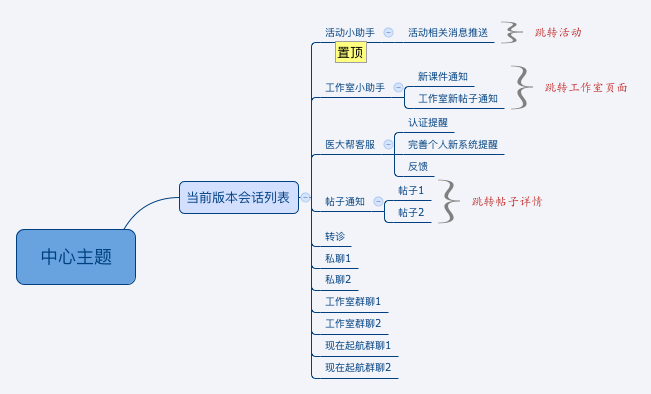 活动小助手
活动相关消息推送
跳转活动
置顶
工作室小助手
新课件通知
工作室新帖子通知
跳转工作室页面
医大帮客服
认证提醒
完善个人新系统提醒
反馈
当前版本会话列表
帖子通知
帖子1
帖子2
跳转帖子详情
中心主题
转诊
私聊1
私聊2
工作室群聊1
工作室群聊2
现在起航群聊1
现在起航群聊2